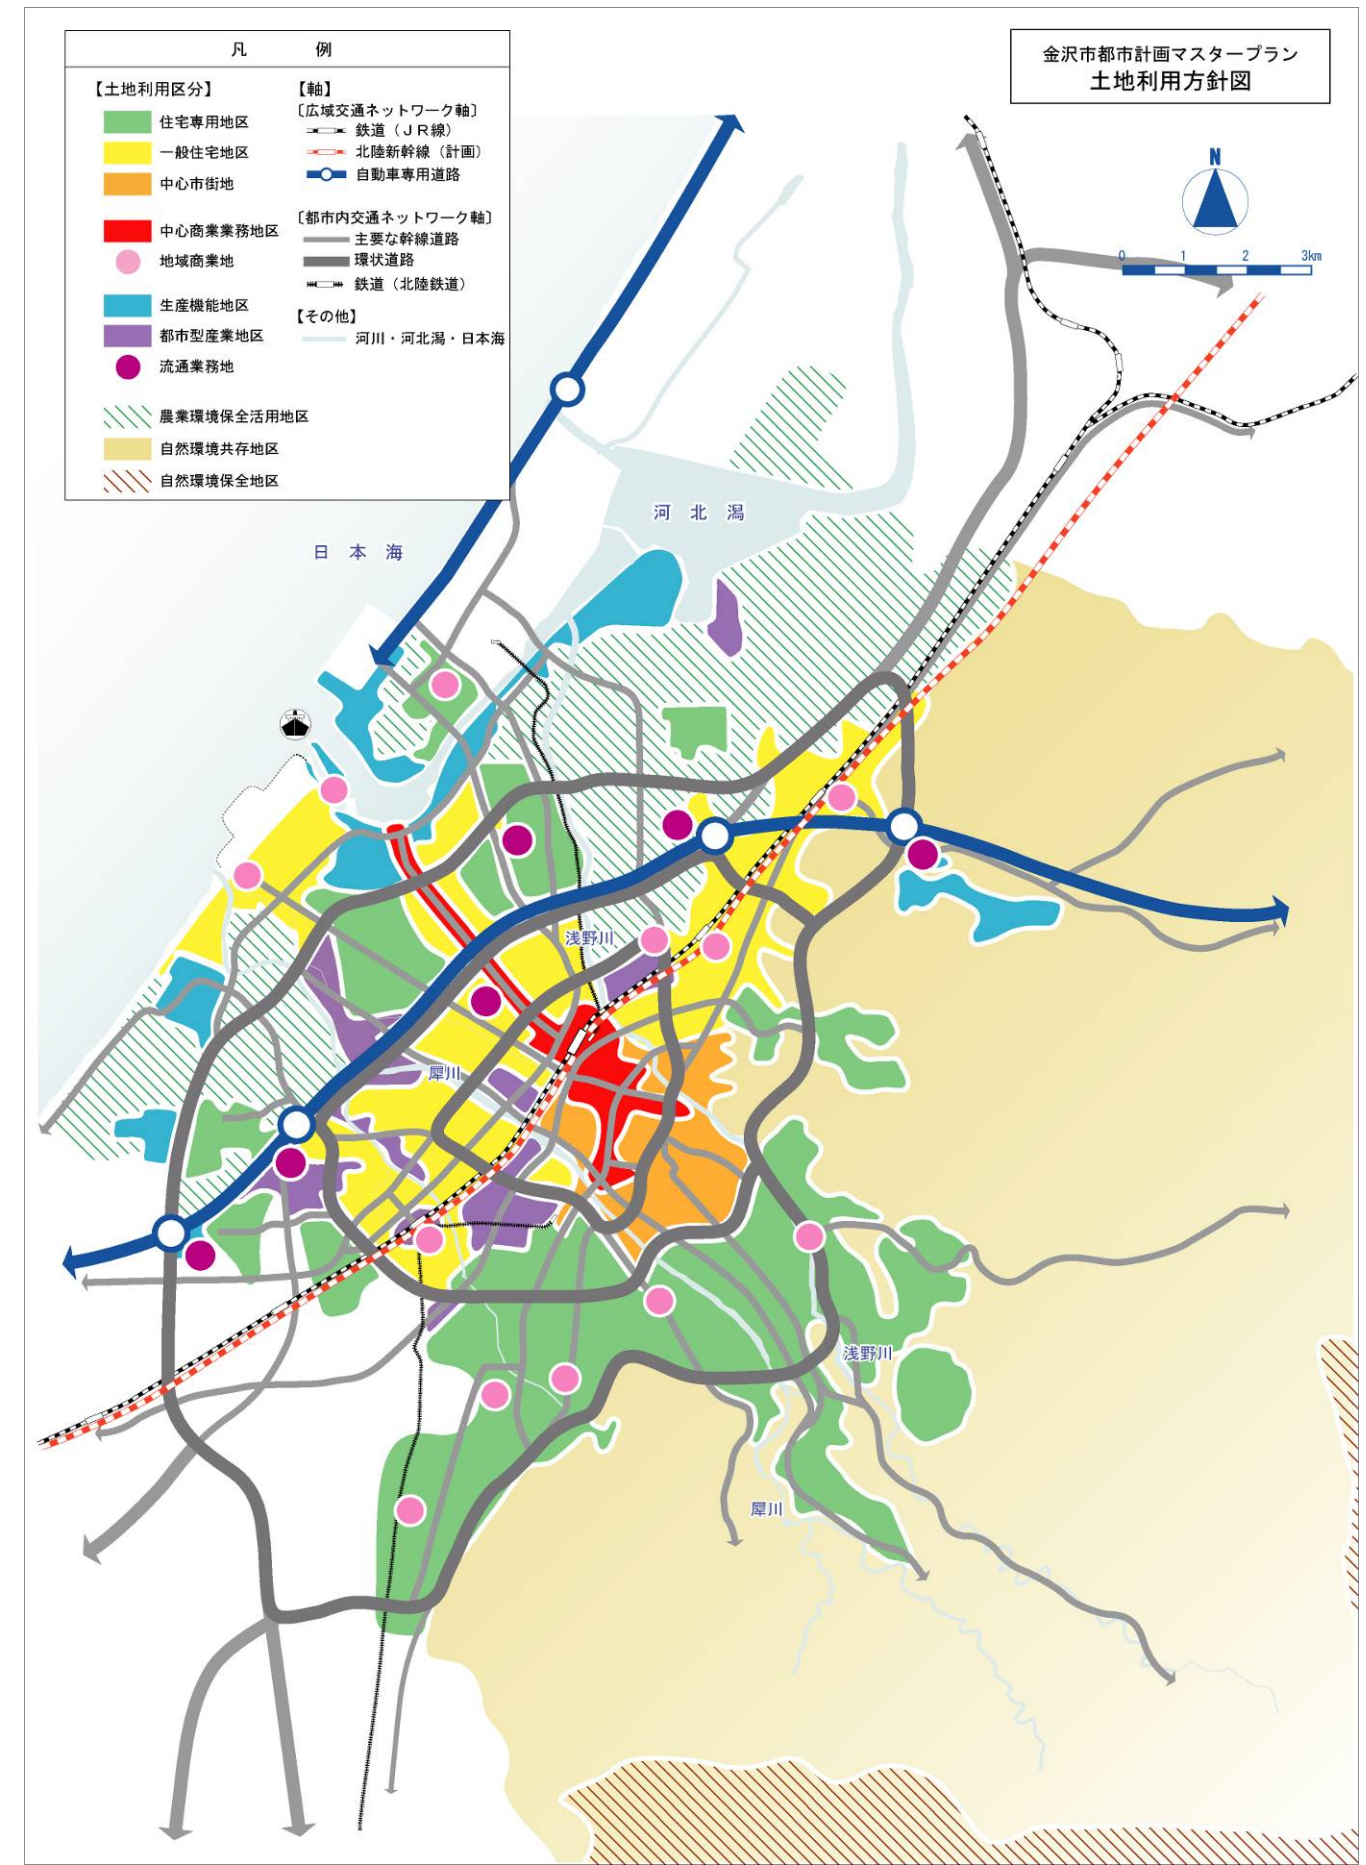 凡　例
【土地利用区分】
住宅専用地区
一般住宅地区
中心市街地
中心商業業務地区
地域商業地
生産機能地区
都市型産業地区
流通業務地
農業環境保全活用地区
自然環境共存地区
自然環境保全地区
【軸】
〔広域交通ネットワーク軸〕
鉄道（ＪＲ線）
北陸新幹線（計画）
自動車専用道路
〔都市内交通ネットワーク軸〕
主要な幹線道路
環状道路
鉄道（北陸鉄道）
【その他】
河川・河北潟・日本海
金沢市都市計画マスタープラン
土地利用方針図
N
0 1 2 3km
河 北 潟
日 本 海
浅野川
犀川
浅野川
犀川